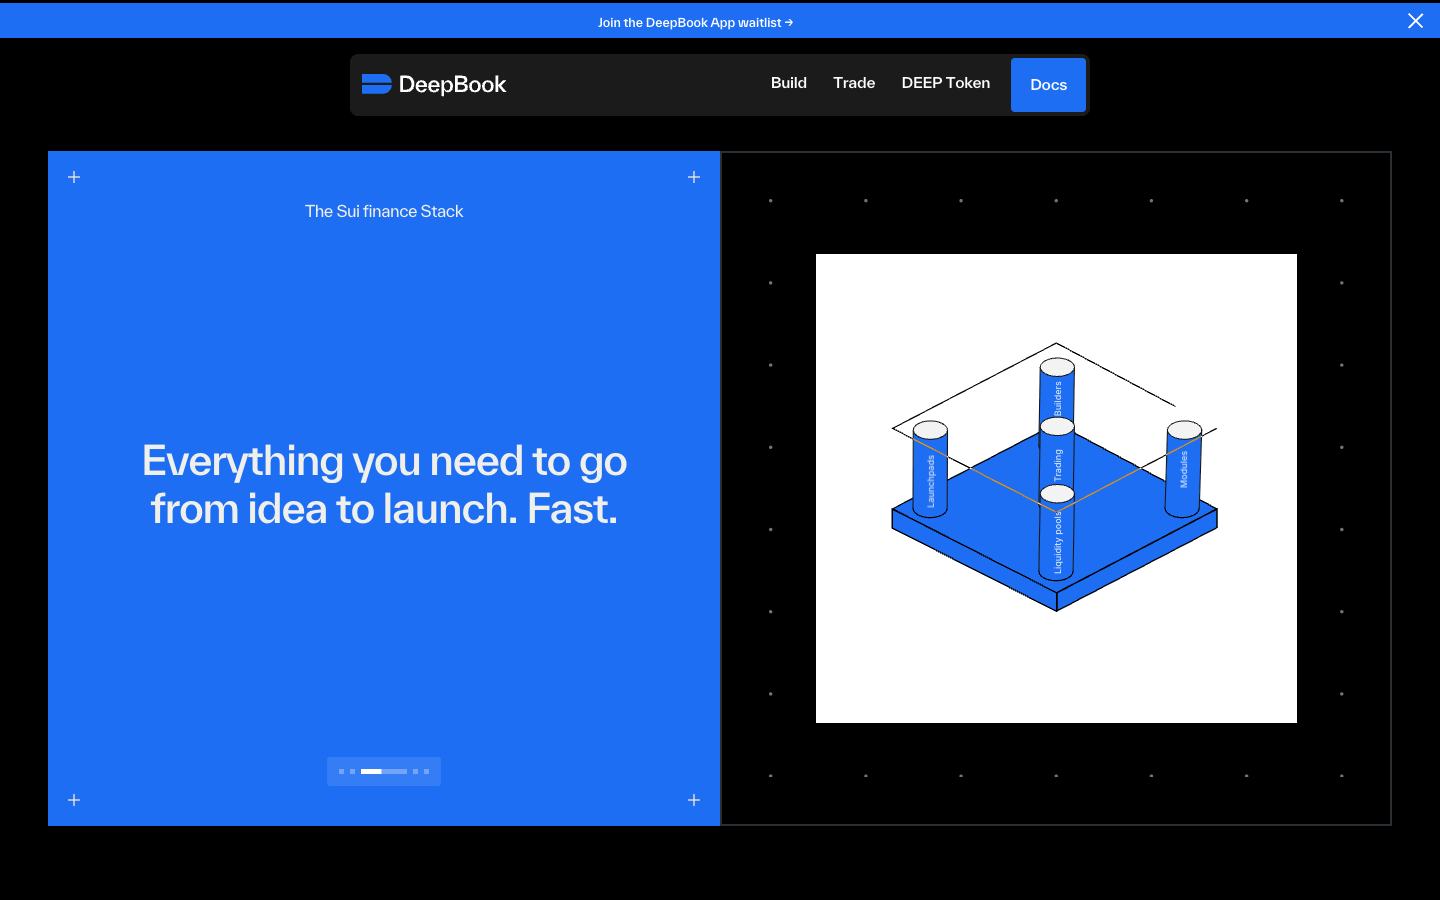 Join the DeepBook App waitlist →
DeepBook
Build
Trade
DEEP Token
Docs
The Sui finance Stack
Everything you need to go
from idea to launch. Fast.
Builders
Launchpads
Trading
Modules
Liquidity pools